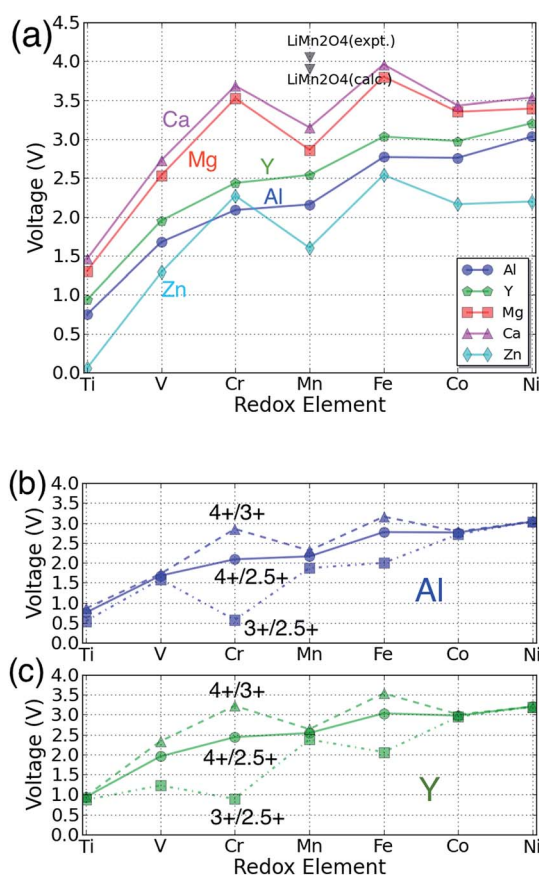 (a)
4.5
4.0
3.5
3.0
2.5
2.0
1.5
1.0
0.5
0.0
Voltage (V)
LiMn2O4(expt.)
LiMn2O4(calc.)
Ca
Mg
Y
Al
Zn
Al
Y
Mg
Ca
Zn
Ti V Cr Mn Fe Co Ni
Redox Element
(b)
4.0
3.5
3.0
2.5
2.0
1.5
1.0
0.5
0.0
Voltage (V)
4+/3+
4+/2.5+
3+/2.5+
Al
Ti V Cr Mn Fe Co Ni
(c)
4.0
3.5
3.0
2.5
2.0
1.5
1.0
0.5
0.0
Voltage (V)
4+/3+
4+/2.5+
3+/2.5+
Y
Ti V Cr Mn Fe Co Ni
Redox Element